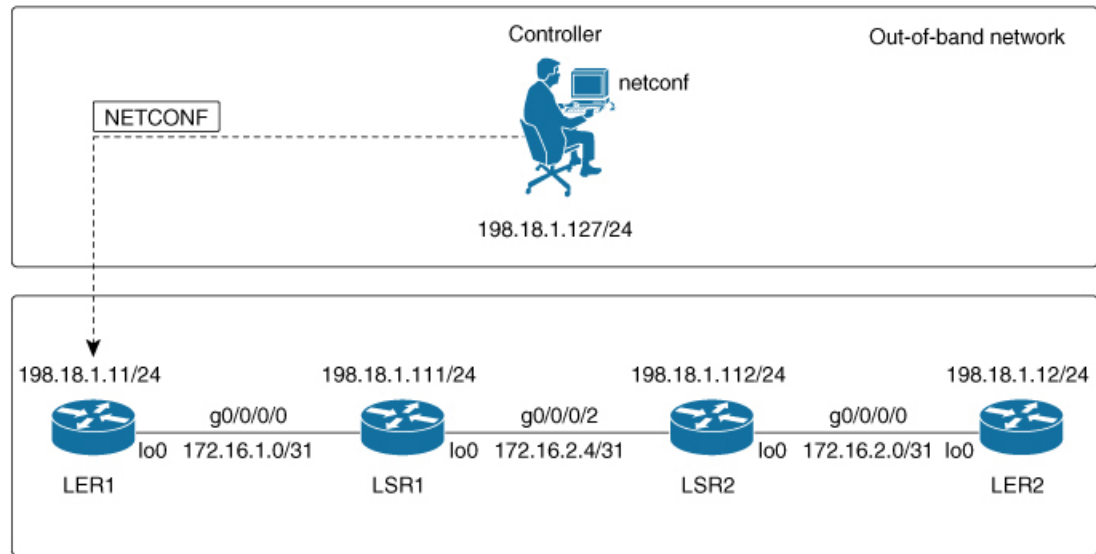 Controller
Out-of-band network
netconf
NETCONF
198.18.1.127/24
198.18.1.11/24
198.18.1.111/24
198.18.1.112/24
198.18.1.12/24
g0/0/0/0
g0/0/0/2
g0/0/0/0
lo0
172.16.1.0/31
lo0
172.16.2.4/31
lo0
172.16.2.0/31
lo0
LER1
LSR1
LSR2
LER2